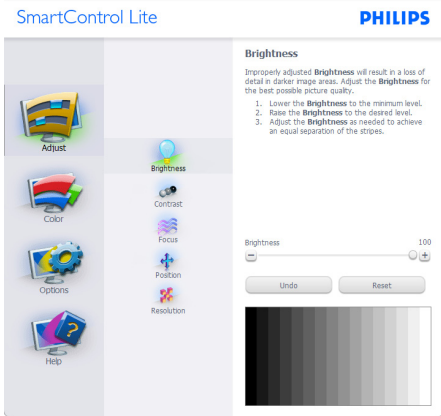 SmartControl Lite
PHILIPS
Adjust
Color
Options
Help
Brightness
Contrast
Focus
Position
Resolution
Brightness
Improperly adjusted Brightness will result in a loss of
detail in darker image areas. Adjust the Brightness for
the best possible picture quality.
1. Lower the Brightness to the minimum level.
2. Raise the Brightness to the desired level.
3. Adjust the Brightness as needed to achieve
an equal separation of the stripes.
Brightness 100
Undo Reset